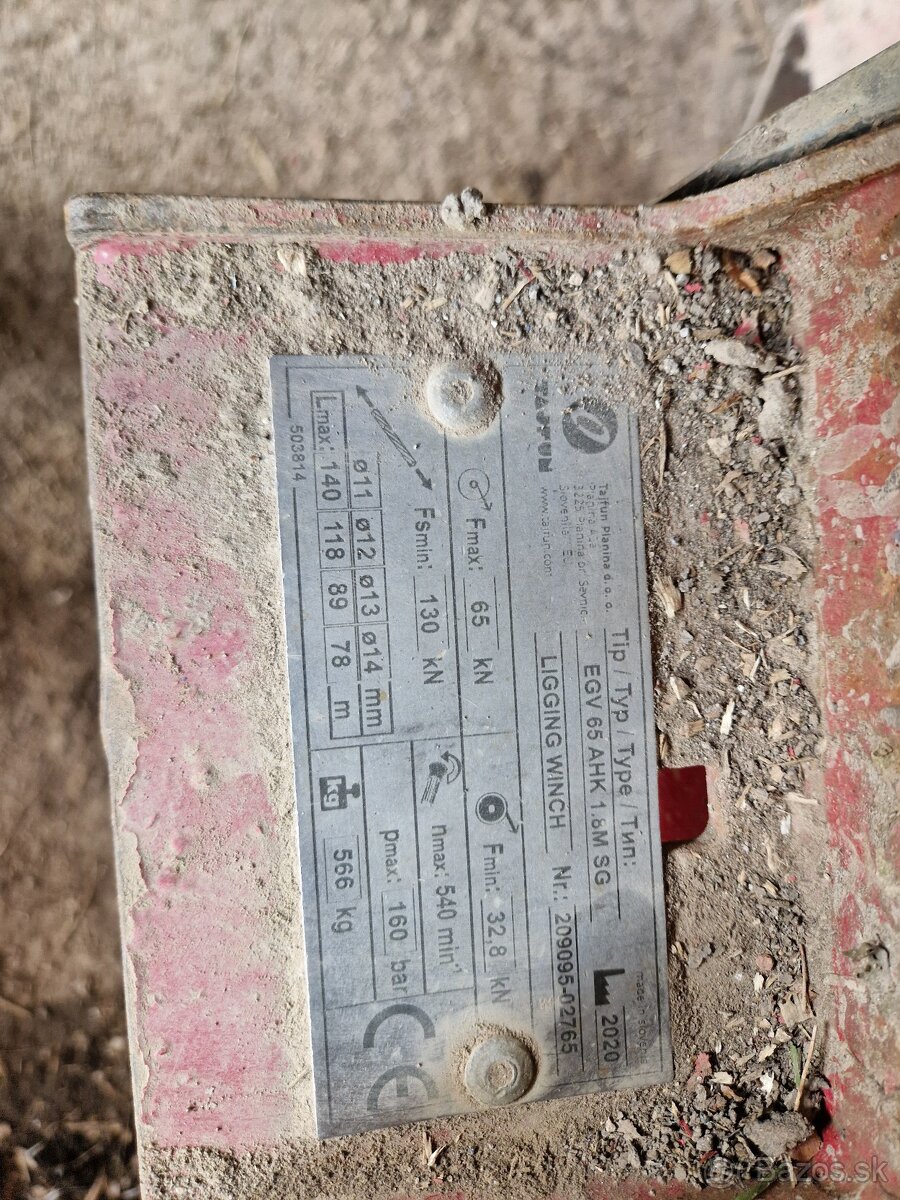 TAJFUN
Tajfun Planina d. o. o.
Planina 41a
3225 Planina pri Sevnici
Slovenija, EU
www.tajfun.com
Tip / Typ / Type / Тип:
EGV 65 AHK 1.8M SG
made in
2020
LIGGING WINCH
Nr.: 209095-02765
Fmax: 65 kN
Fmin: 32,8 kN
Fsmin: 130 kN
nmax: 540 min⁻¹
ø11 ø12 ø13 ø14 mm
Lmax: 140 118 89 78 m
pmax: 160 bar
kg 566 kg
CE
503814
Bazos.sk